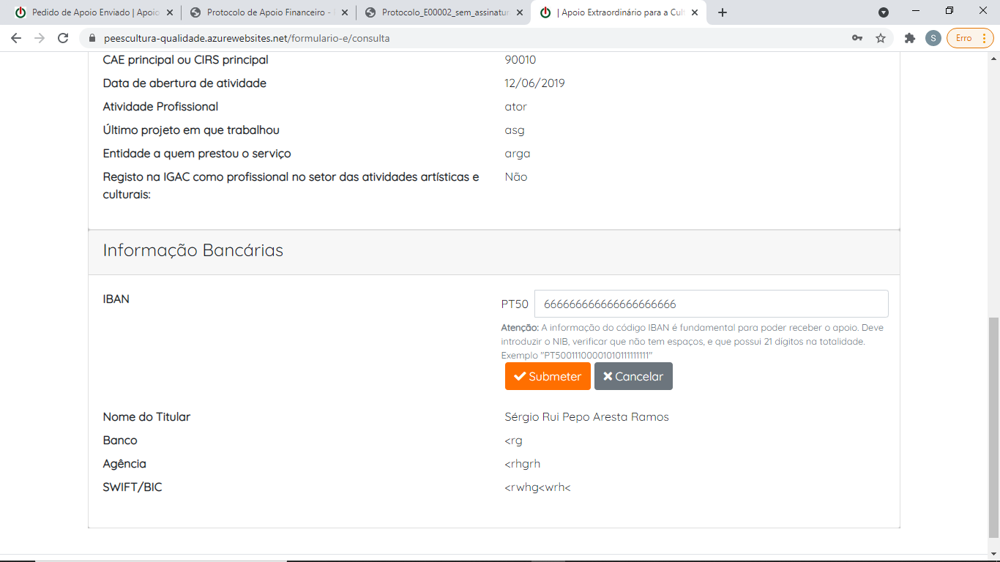 Pedido de Apoio Enviado | Apoio
Protocolo de Apoio Financeiro -
Protocolo_E00002_sem_assinatur
| Apoio Extraordinário para a Cult
peescultura-qualidade.azurewebsites.net/formulario-e/consulta
S
Erro
CAE principal ou CIRS principal 90010
Data de abertura de atividade 12/06/2019
Atividade Profissional ator
Último projeto em que trabalhou asg
Entidade a quem prestou o serviço arga
Registo na IGAC como profissional no setor das atividades artísticas e Não
culturais:
Informação Bancárias
IBAN PT50 666666666666666666666
Atenção: A informação do código IBAN é fundamental para poder receber o apoio. Deve
introduzir o NIB, verificar que não tem espaços, e que possui 21 dígitos na totalidade.
Submeter Cancelar
Nome do Titular Sérgio Rui Pepo Aresta Ramos
Banco <rg
Agência <rhgrh
SWIFT/BIC <rwhg<wrh<